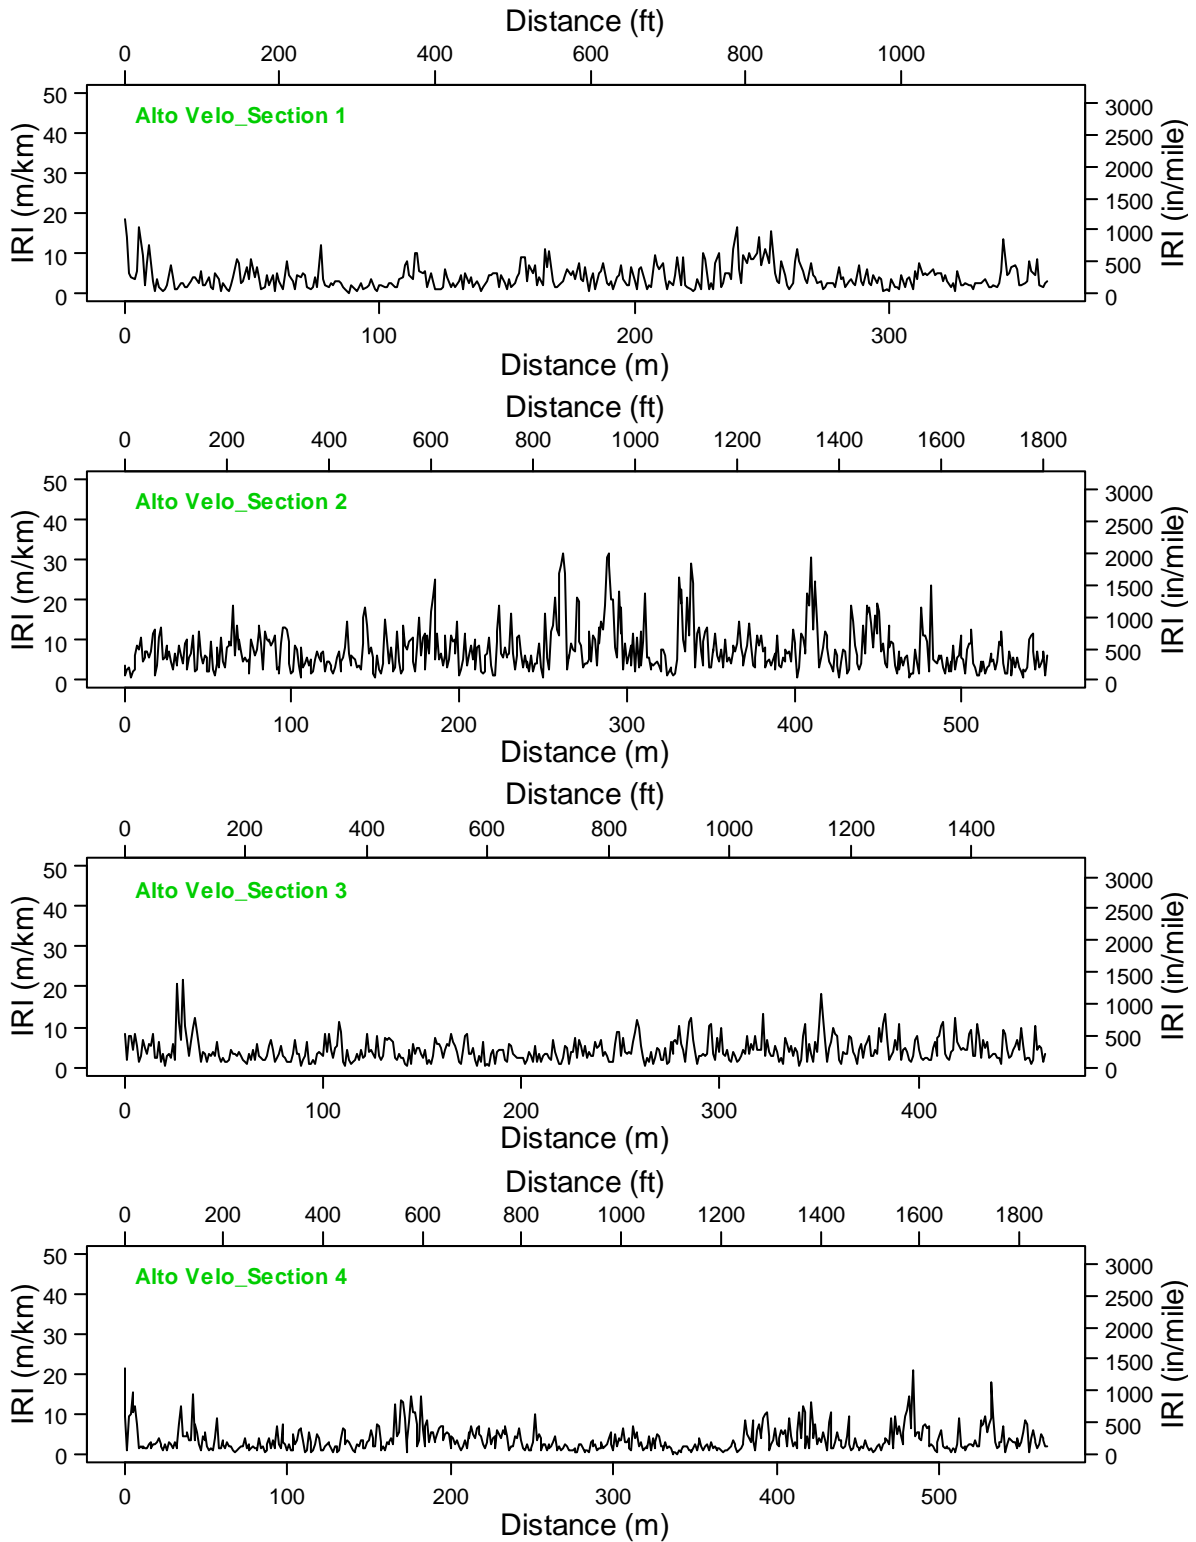 Distance (ft)
0 200 400 600 800 1000
Alto Velo_Section 1
IRI (m/km)
50
40
30
20
10
0
3000
2500
2000
1500
1000
500
0
IRI (in/mile)
0 100 200 300
Distance (m)
Distance (ft)
0 200 400 600 800 1000 1200 1400 1600 1800
Alto Velo_Section 2
IRI (m/km)
50
40
30
20
10
0
3000
2500
2000
1500
1000
500
0
IRI (in/mile)
0 100 200 300 400 500
Distance (m)
Distance (ft)
0 200 400 600 800 1000 1200 1400
Alto Velo_Section 3
IRI (m/km)
50
40
30
20
10
0
3000
2500
2000
1500
1000
500
0
IRI (in/mile)
0 100 200 300 400
Distance (m)
Distance (ft)
0 200 400 600 800 1000 1200 1400 1600 1800
Alto Velo_Section 4
IRI (m/km)
50
40
30
20
10
0
3000
2500
2000
1500
1000
500
0
IRI (in/mile)
0 100 200 300 400 500
Distance (m)